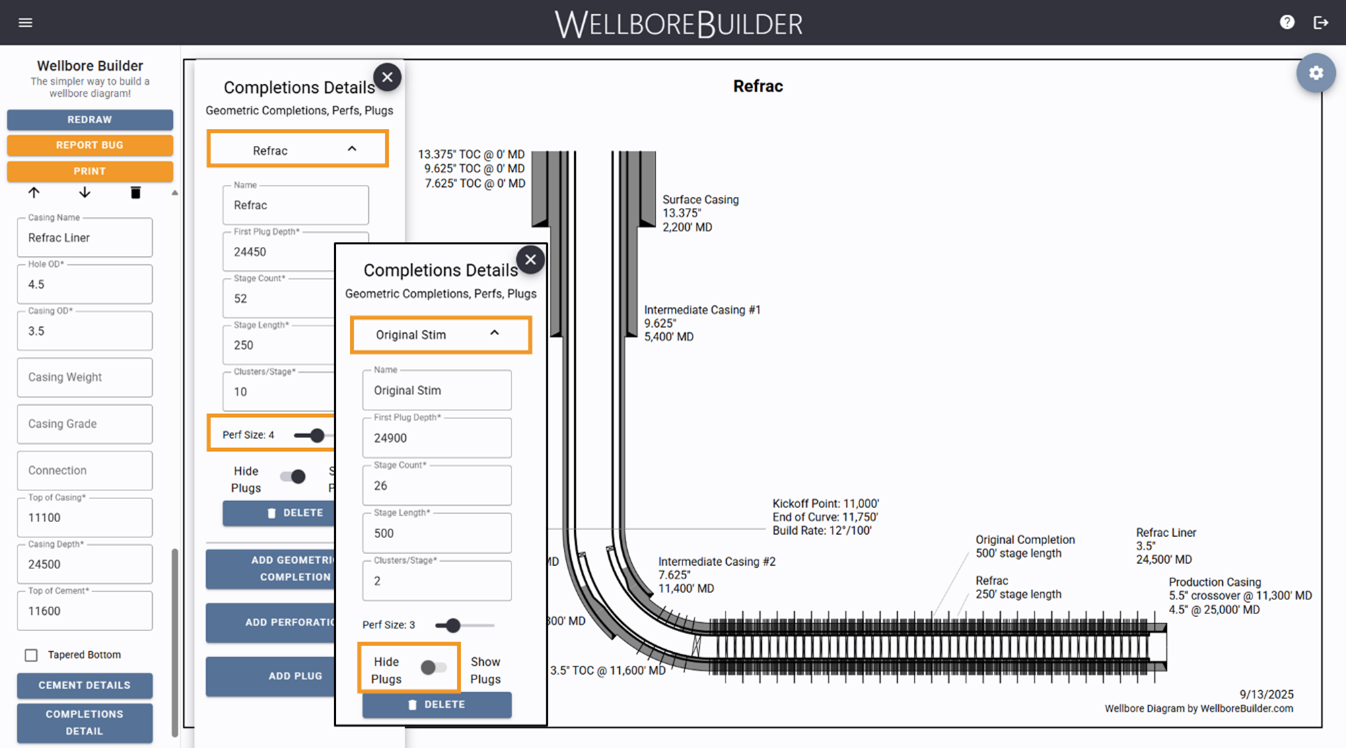 WELLBOREBUILDER
Wellbore Builder
The simpler way to build a
wellbore diagram!
REDRAW
REPORT BUG
PRINT
Casing Name
Refrac Liner
Hole OD*
4.5
Casing OD*
3.5
Casing Weight
Casing Grade
Connection
Top of Casing*
11100
Casing Depth*
24500
Top of Cement*
11600
Tapered Bottom
CEMENT DETAILS
COMPLETIONS
DETAIL
Completions Details
Geometric Completions, Perfs, Plugs
Refrac
Name
Refrac
First Plug Depth*
24450
Stage Count*
52
Stage Length*
250
Clusters/Stage*
10
Perf Size: 4
Hide
Plugs
DELETE
ADD GEOMETRI
COMPLETION
ADD PERFORATIO
ADD PLUG
Completions Details
Geometric Completions, Perfs, Plugs
Original Stim
Name
Original Stim
First Plug Depth*
24900
Stage Count*
26
Stage Length*
500
Clusters/Stage*
2
Perf Size: 3
Hide
Plugs
Show
Plugs
DELETE
Refrac
13.375" TOC @ 0' MD
9.625" TOC @ 0' MD
7.625" TOC @ 0' MD
Surface Casing
13.375"
2,200' MD
Intermediate Casing #1
9.625"
5,400' MD
Kickoff Point: 11,000'
End of Curve: 11,750'
Build Rate: 12°/100'
Intermediate Casing #2
7.625"
11,400' MD
MD
300' MD
3.5" TOC @ 11,600' MD
Original Completion
500' stage length
Refrac
250' stage length
Refrac Liner
3.5"
24,500' MD
Production Casing
5.5" crossover @ 11,300' MD
4.5" @ 25,000' MD
9/13/2025
Wellbore Diagram by WellboreBuilder.com